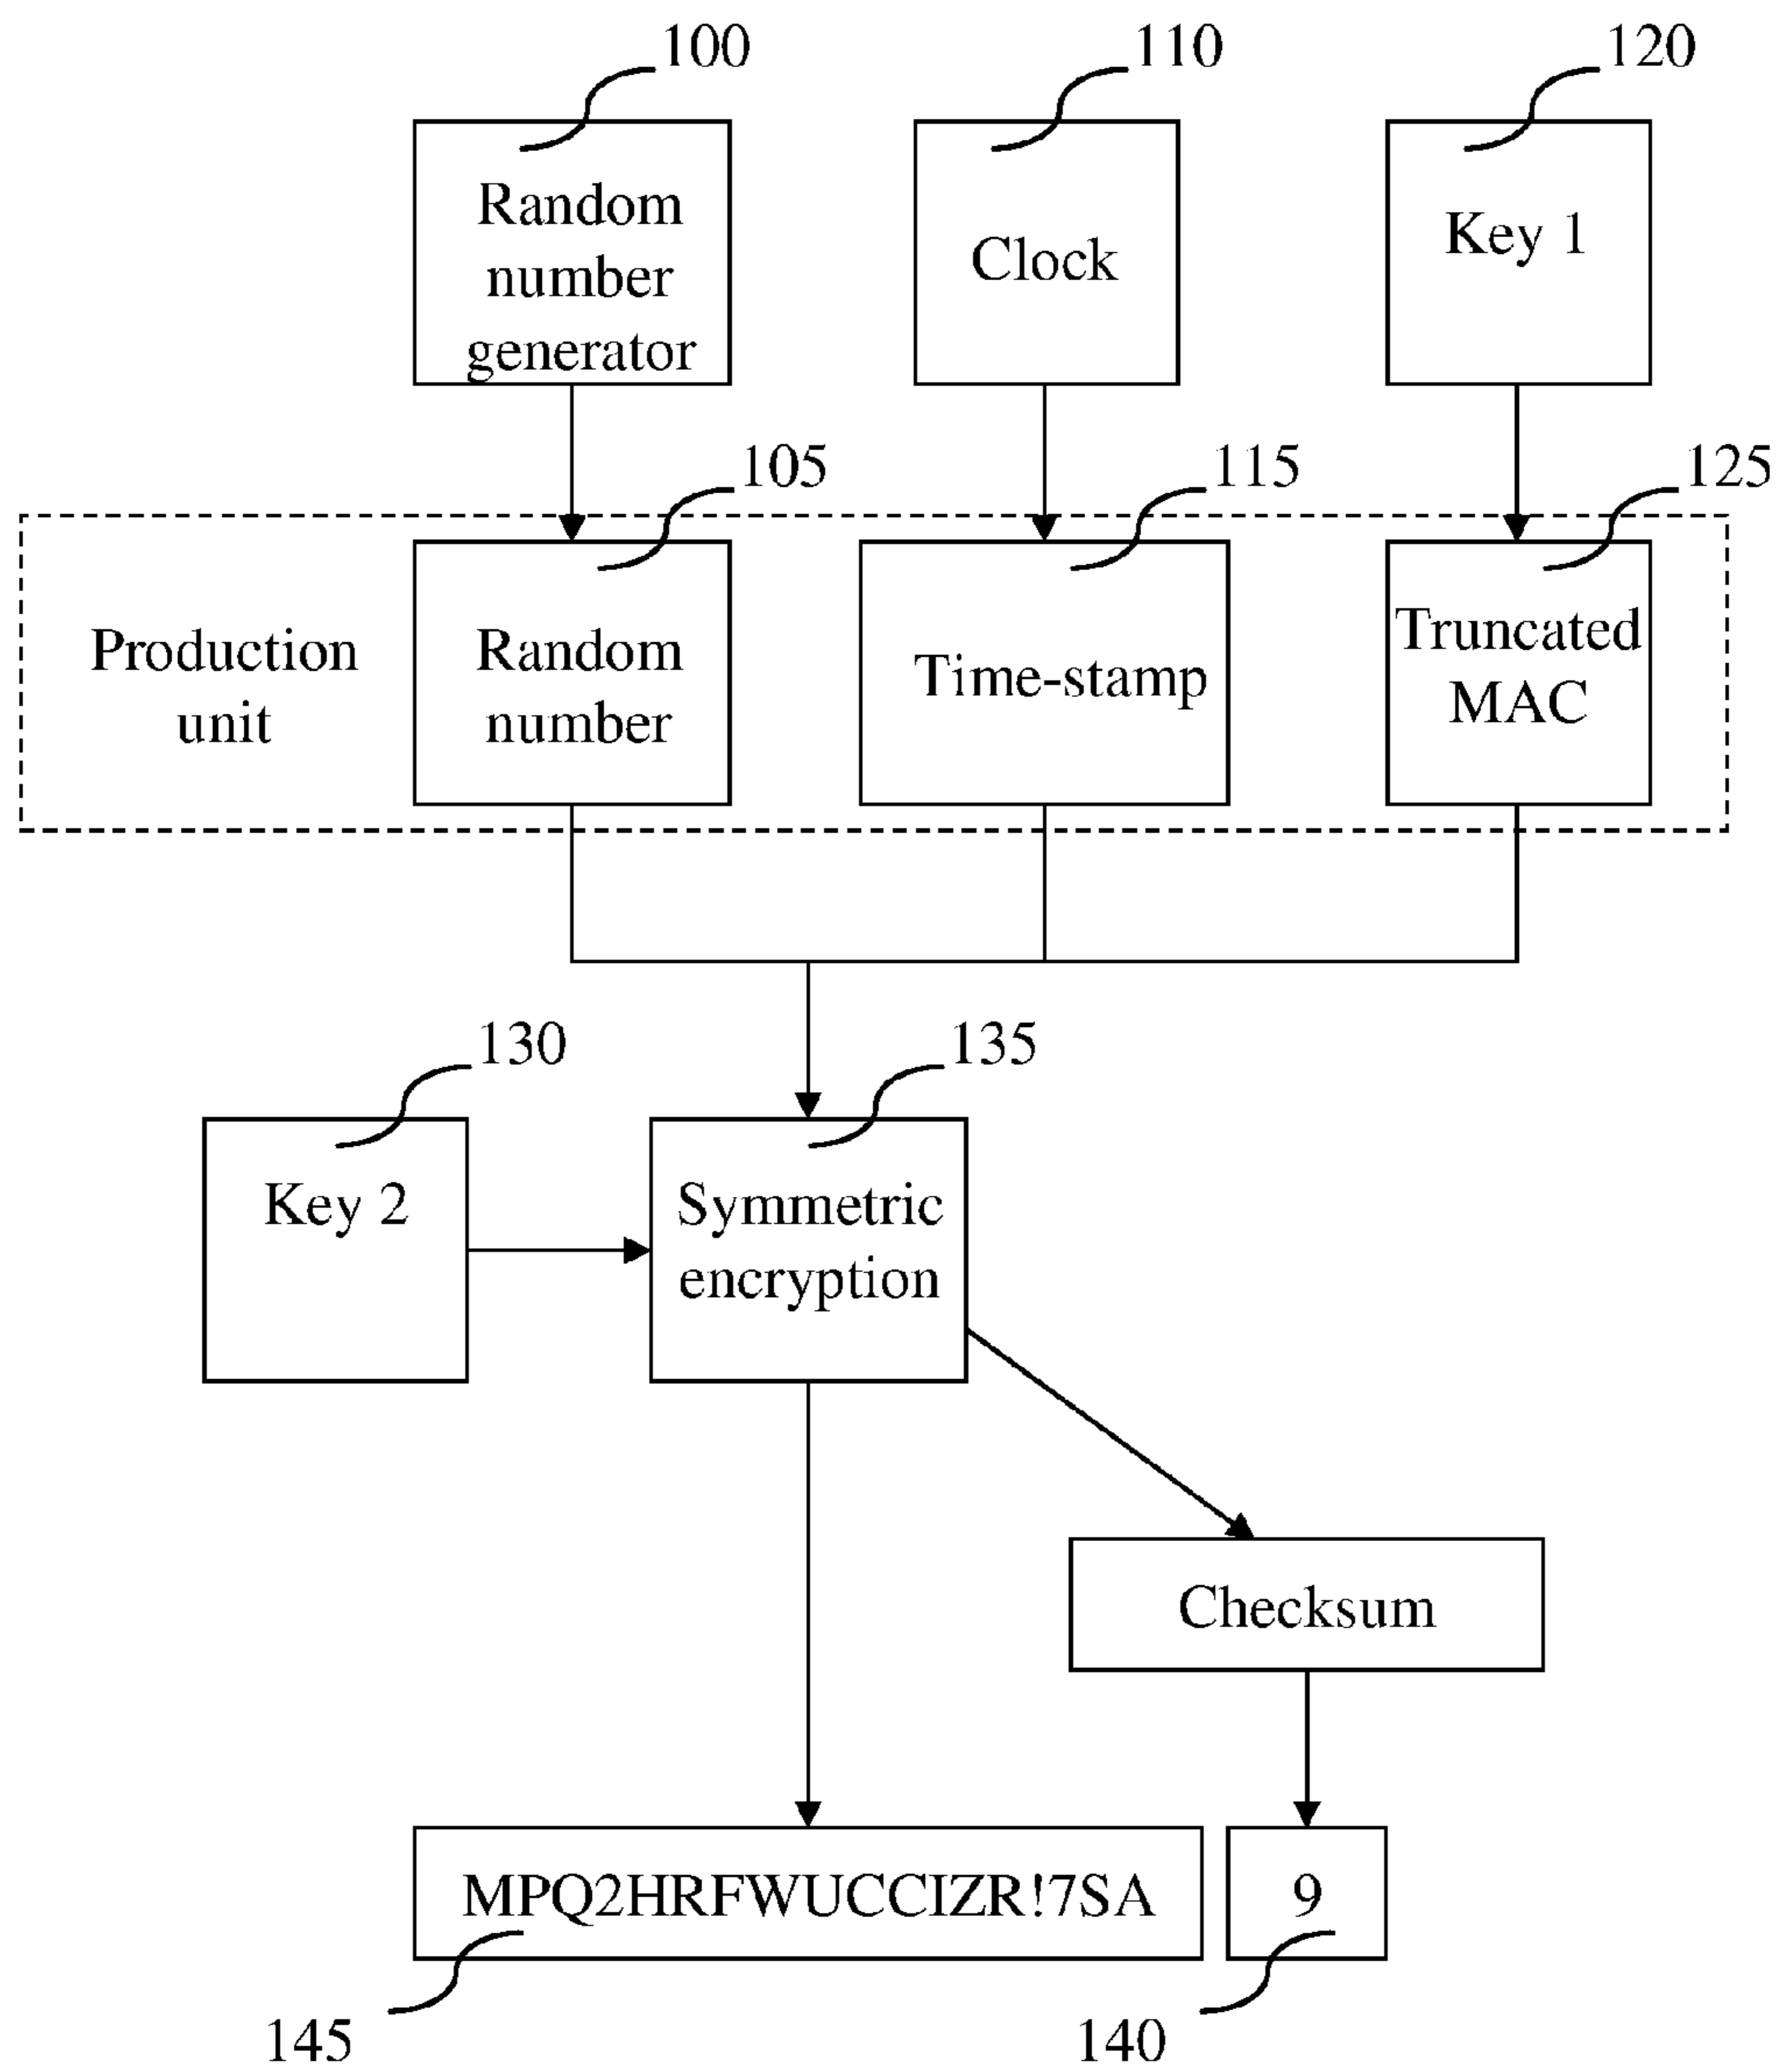 100
110
120
Random
number
generator
Clock
Key 1
105
115
125
Production
unit
Random
number
Time-stamp
Truncated
MAC
130
135
Key 2
Symmetric
encryption
Checksum
MPQ2HRFWUCCIZR!7SA
9
145
140